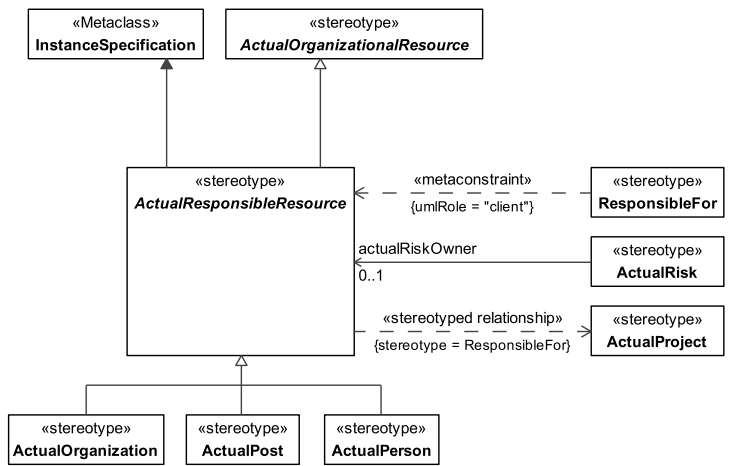 «Metaclass»
InstanceSpecification
«stereotype»
ActualOrganizationalResource
«stereotype»
ActualResponsibleResource
«metaconstraint»
{umlRole = "client"}
«stereotype»
ResponsibleFor
actualRiskOwner
0..1
«stereotype»
ActualRisk
«stereotyped relationship»
{stereotype = ResponsibleFor}
«stereotype»
ActualProject
«stereotype»
ActualOrganization
«stereotype»
ActualPost
«stereotype»
ActualPerson